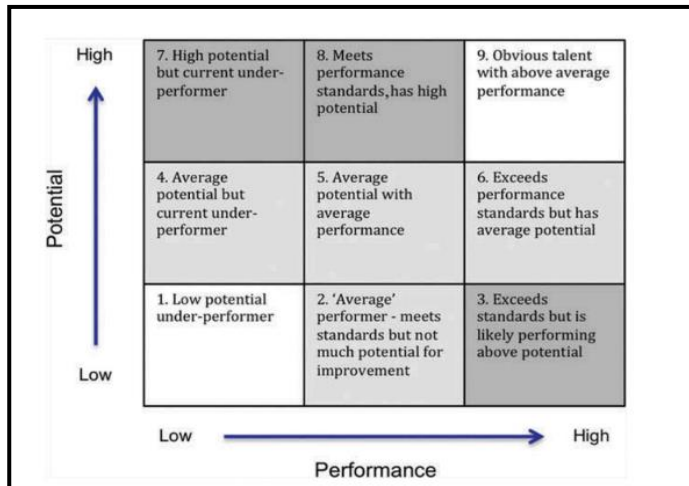 High
Potential
Low
7. High potential
but current under-
performer
8. Meets
performance
standards,has high
potential
9. Obvious talent
with above average
performance
4. Average
potential but
current under-
performer
5. Average
potential with
average
performance
6. Exceeds
performance
standards but has
average potential
1. Low potential
under-performer
2. ‘Average’
performer - meets
standards but not
much potential for
improvement
3. Exceeds
standards but is
likely performing
above potential
Low
High
Performance